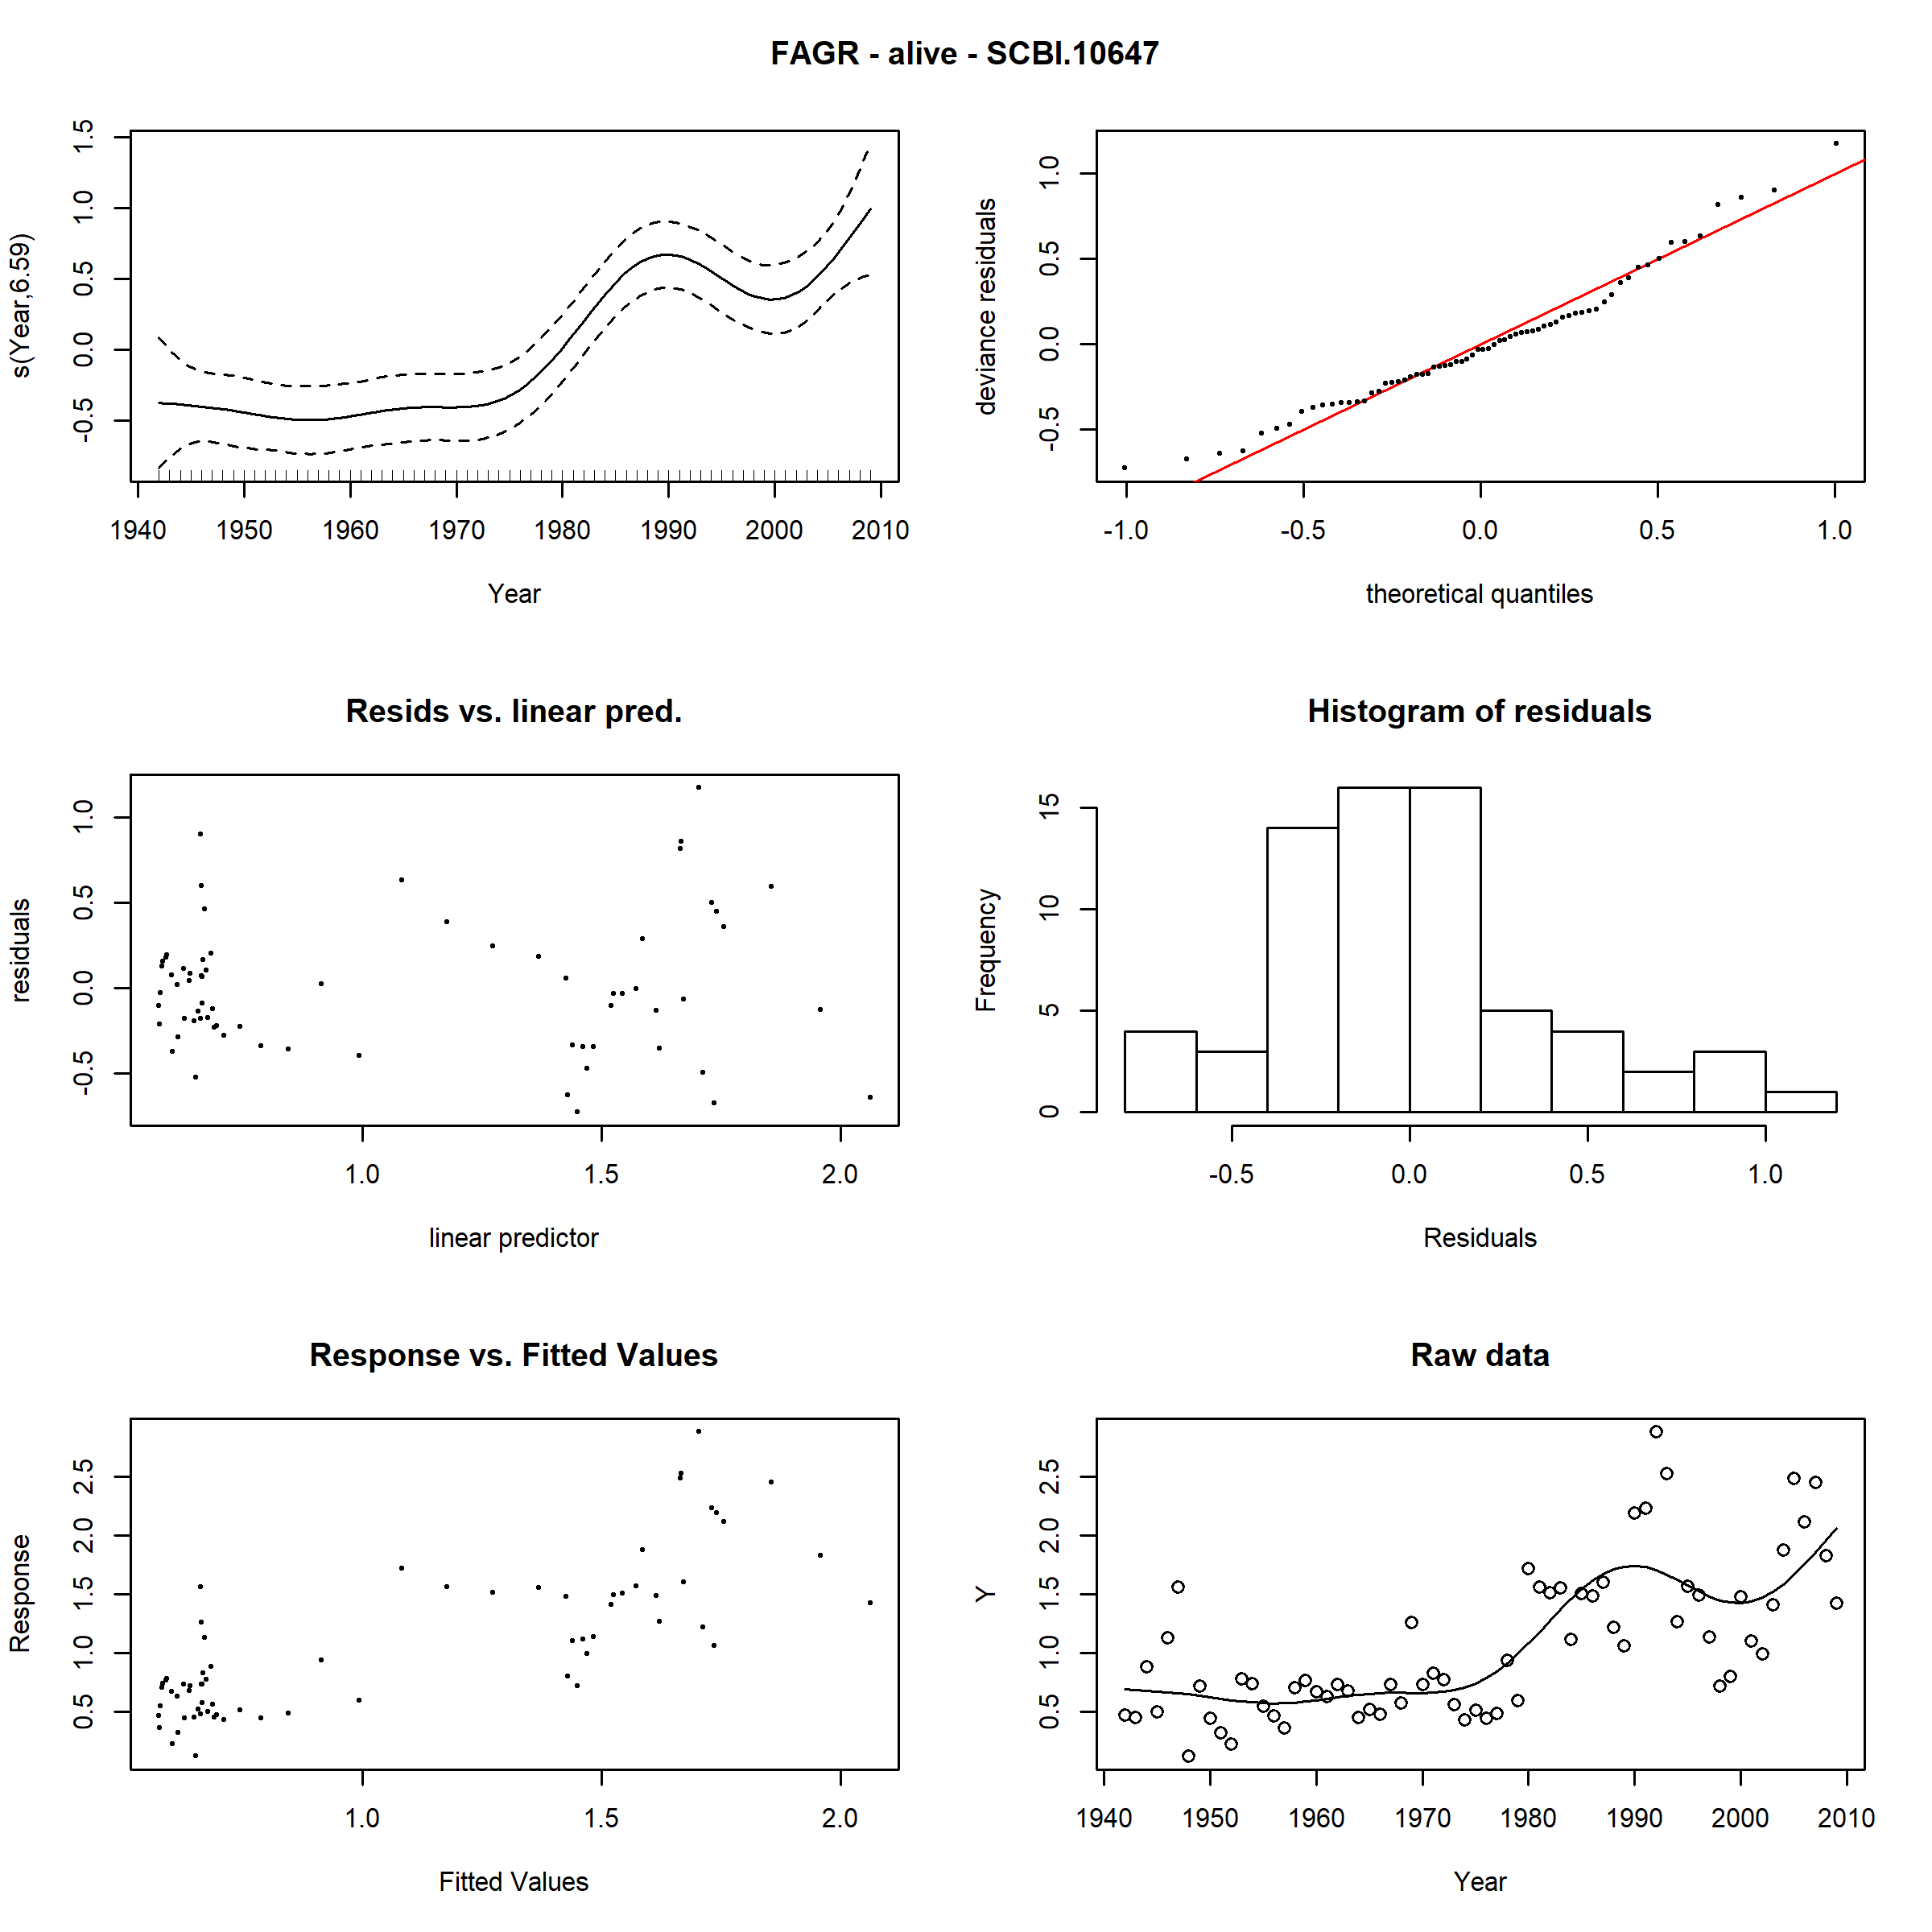 FAGR - alive - SCBI.10647
s(Year,6.59)
-0.5 0.0 0.5 1.0 1.5
1940 1950 1960 1970 1980 1990 2000 2010
Year
deviance residuals
-0.5 0.0 0.5 1.0
-1.0 -0.5 0.0 0.5 1.0
theoretical quantiles
Resids vs. linear pred.
residuals
-0.5 0.0 0.5 1.0
1.0 1.5 2.0
linear predictor
Histogram of residuals
Frequency
0 5 10 15
-0.5 0.0 0.5 1.0
Residuals
Response vs. Fitted Values
Response
0.5 1.0 1.5 2.0 2.5
1.0 1.5 2.0
Fitted Values
Raw data
Y
0.5 1.0 1.5 2.0 2.5
1940 1950 1960 1970 1980 1990 2000 2010
Year